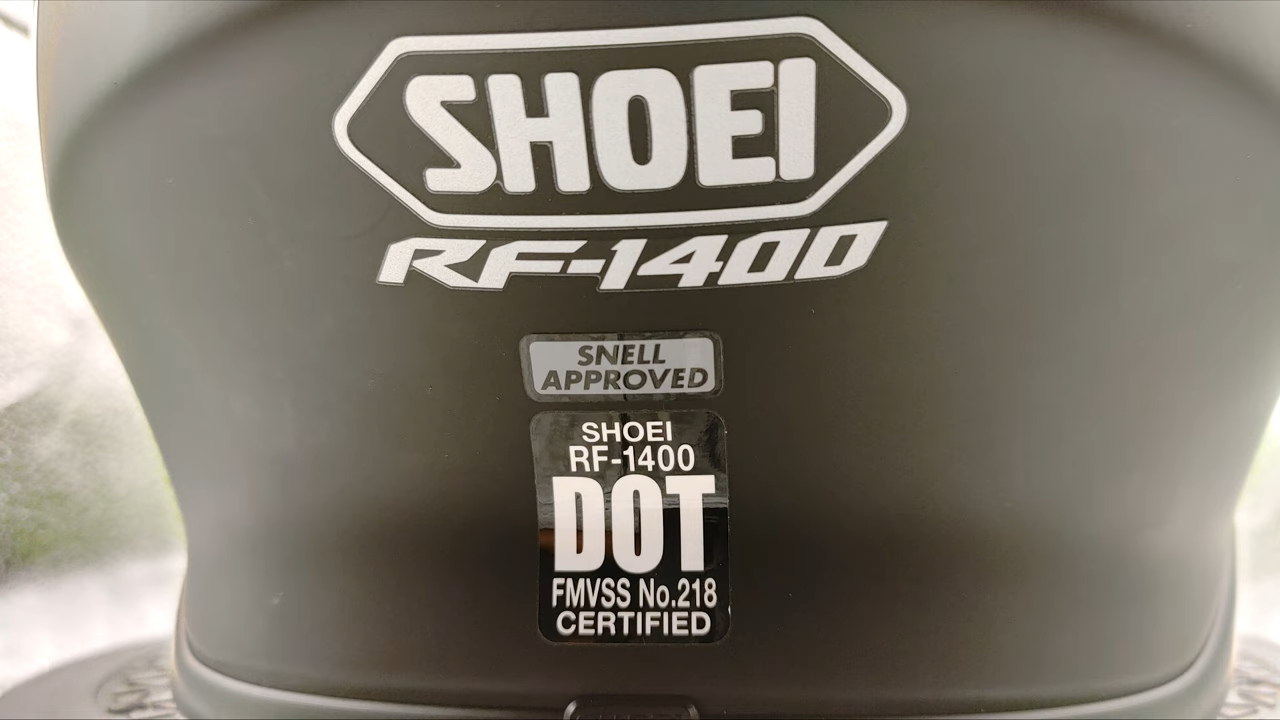 SHOEI
RF-1400
SNELL
APPROVED
SHOEI
RF-1400
DOT
FMVSS No.218
CERTIFIED